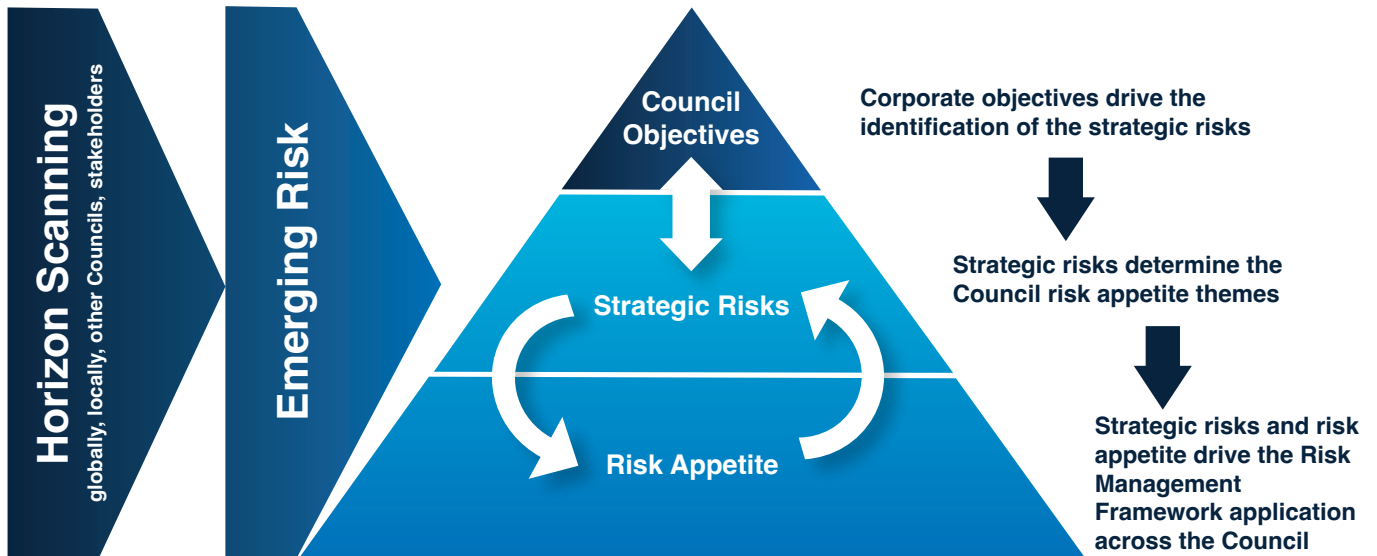 Horizon Scanning
globally, locally, other Councils, stakeholders
Emerging Risk
Council
Objectives
Strategic Risks
Risk Appetite
Corporate objectives drive the
identification of the strategic risks
Strategic risks determine the
Council risk appetite themes
Strategic risks and risk
appetite drive the Risk
Management
Framework application
across the Council